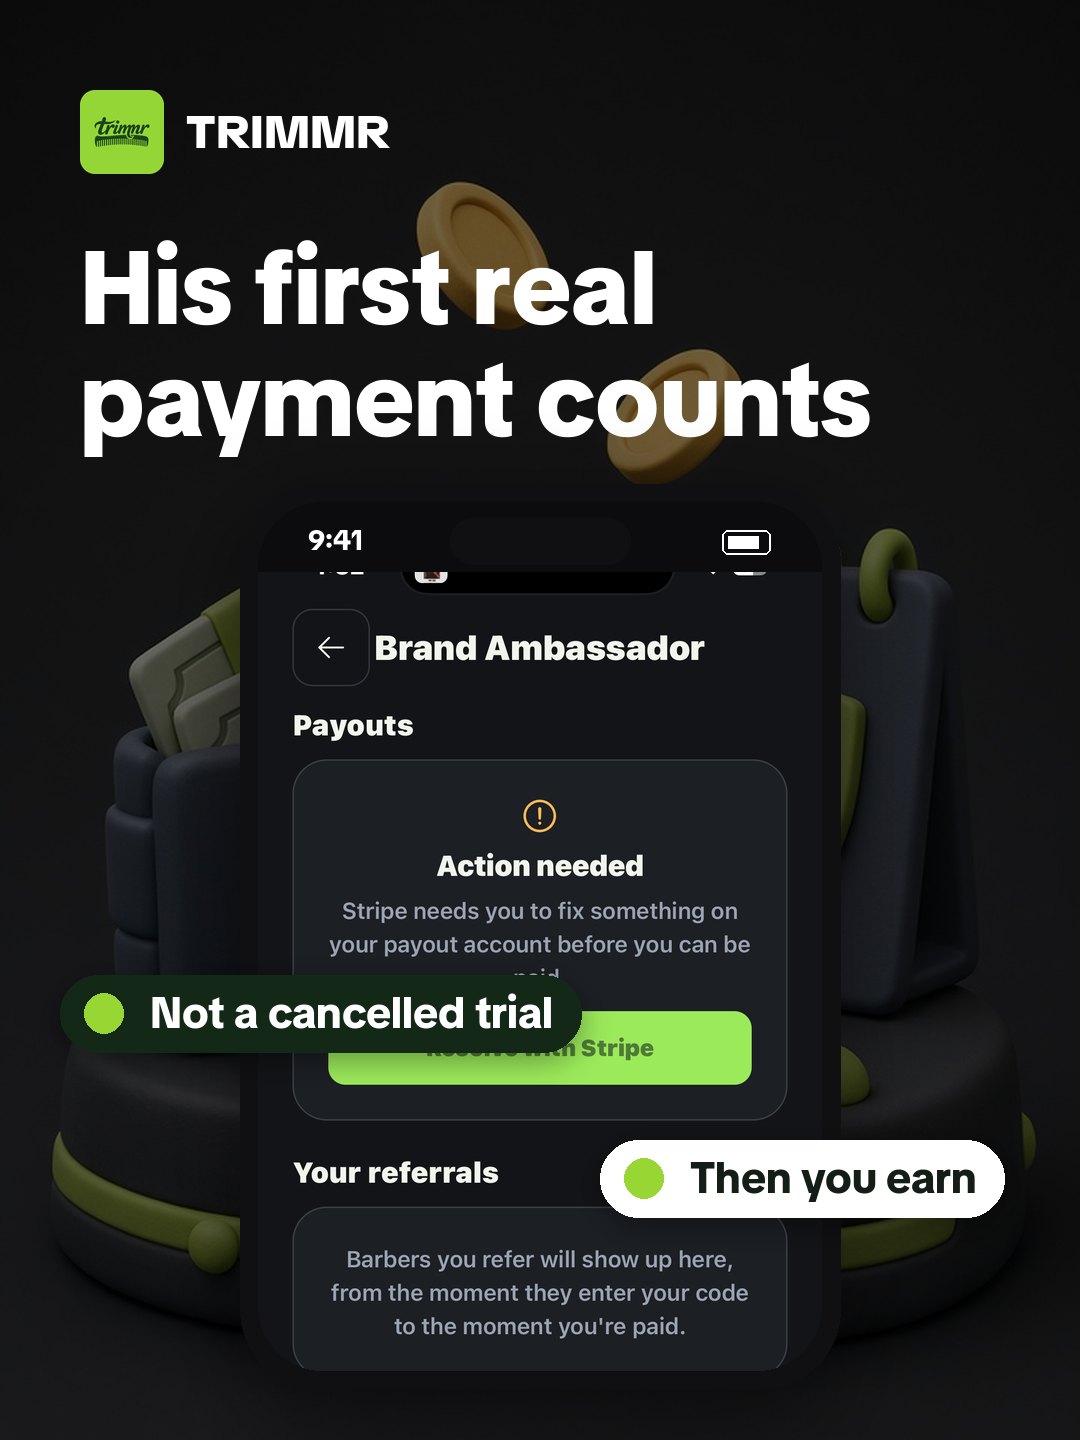 trimmr
TRIMMR
His first real
payment counts
9:41
Brand Ambassador
Payouts
Action needed
Stripe needs you to fix something on
your payout account before you can be
Not a cancelled trial
with Stripe
Your referrals
Then you earn
Barbers you refer will show up here,
from the moment they enter your code
to the moment you're paid.